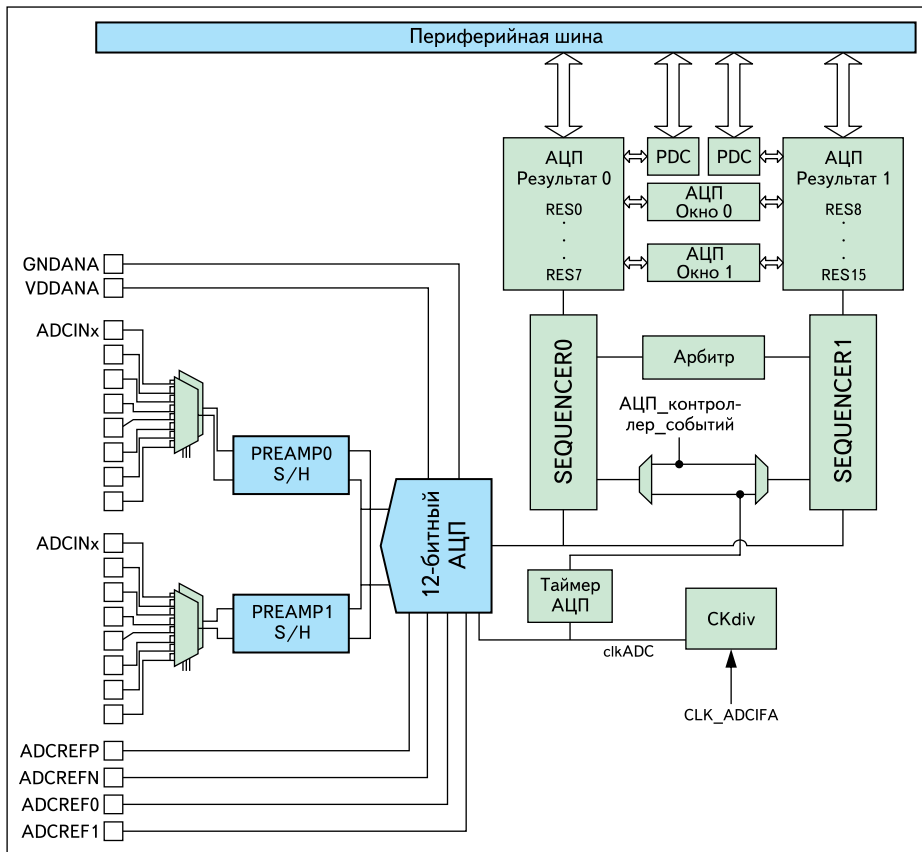 Периферийная шина
АЦП
Результат 0
RES0
RES7
PDC
PDC
АЦП
Окно 0
АЦП
Окно 1
АЦП
Результат 1
RES8
RES15
GNDANA
VDDANA
ADCINx
SEQUENCER0
Арбитр
SEQUENCER1
АЦП_контрол-
лер_событий
PREAMP0
S/H
12-битный
АЦП
ADCINx
PREAMP1
S/H
Таймер
АЦП
CKdiv
clkADC
CLK_ADCIFA
ADCREFP
ADCREFN
ADCREF0
ADCREF1